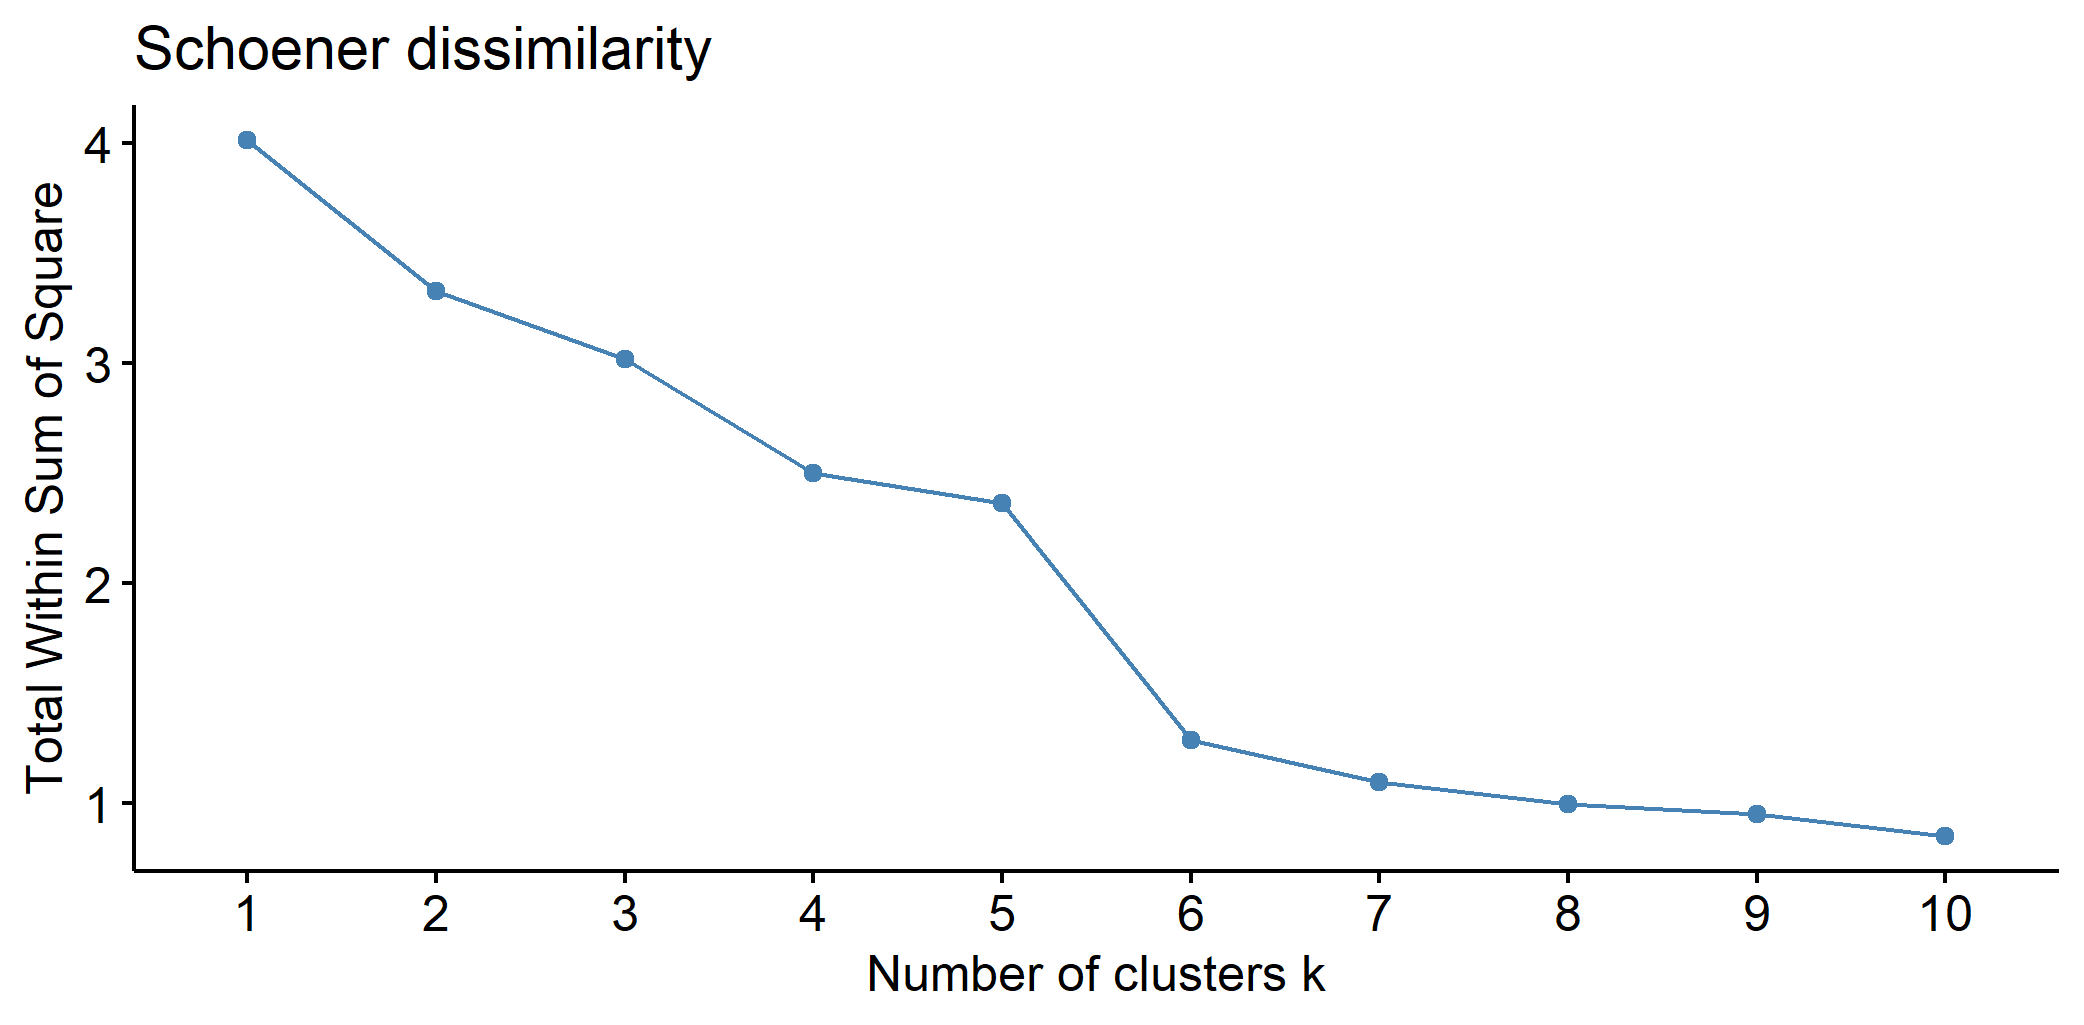 Schoener dissimilarity
Total Within Sum of Square
4
3
2
1
1 2 3 4 5 6 7 8 9 10
Number of clusters k